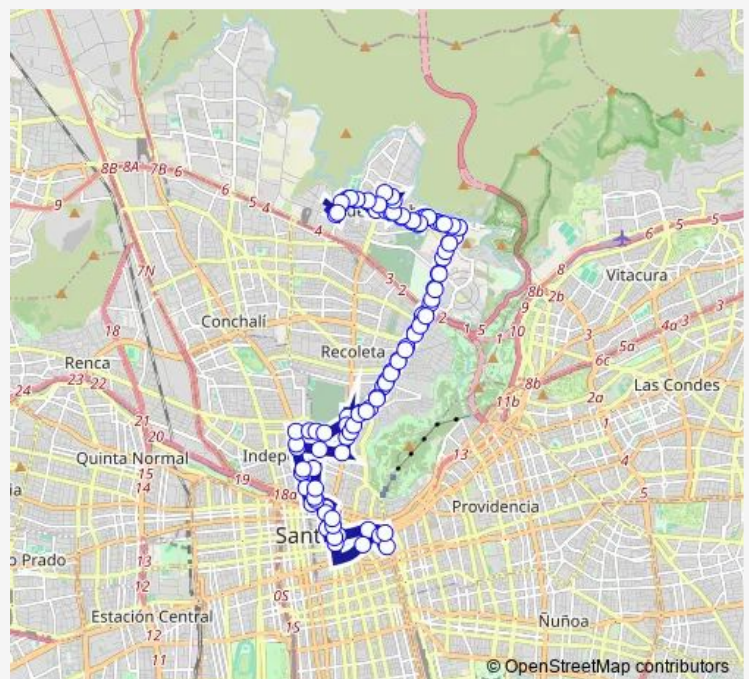 8B
8A
7B
6
6
5
4
9
4
5
6
5
7N
3
2
8
Vitacura
2
1
5
8b
2b
9
3
3
18
Conchalí
1
10
4a
3
Renca
Recoleta
6c
5a
24
23
22
8b
Las Condes
21
11b
2a
20
1
Quinta Normal
Indep
13
15
19
14
18a
Providencia
Sant
o Prado
13
12
0S
Estación Central
1S
Ñuñoa
12
11
© OpenStreetMap contributors